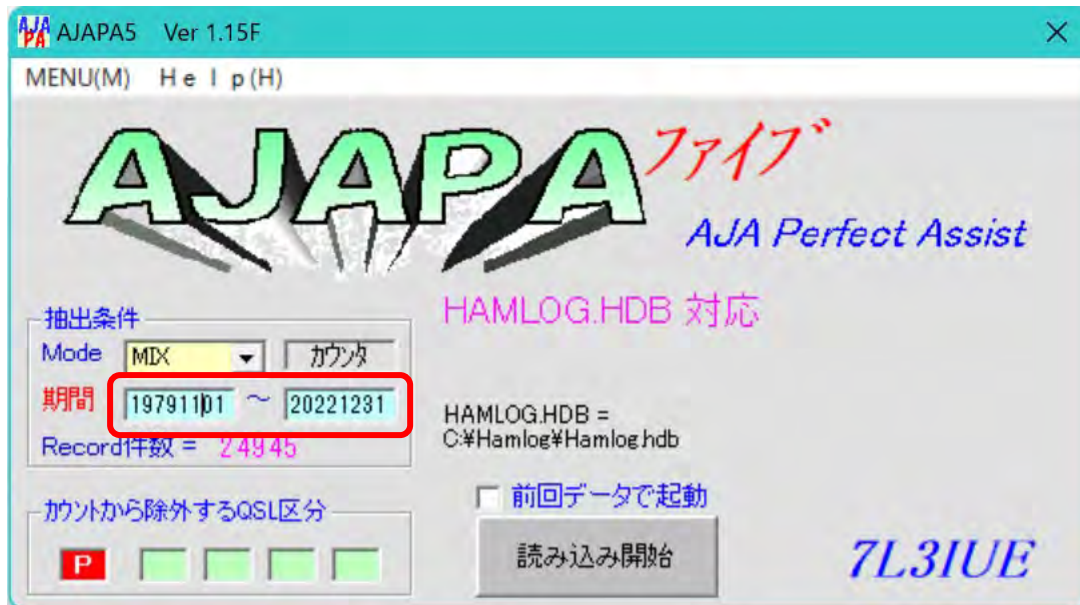 AJAPA5 Ver 1.15F
MENU(M) Ｈｅｌｐ(H)
AJAPA ファイブ
AJA Perfect Assist
HAMLOG.HDB 対応
抽出条件
Mode MIX ｶｳﾝﾀ
期間 19791101 ～ 20221231
Record件数 = 24945
HAMLOG.HDB =
C:¥Hamlog¥Hamlog.hdb
ｶｳﾝﾄから除外するQSL区分
P
前回データで起動
読み込み開始
7L3IUE